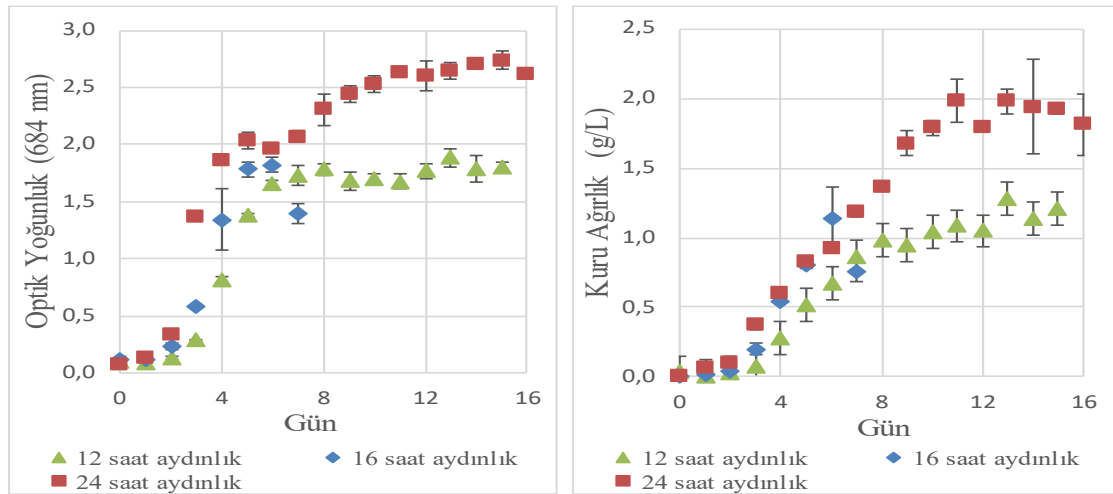 Optik Yoğunluk (684 nm)
3,0
2,5
2,0
1,5
1,0
0,5
0,0
0 4 8 12 16
Gün
12 saat aydınlık 16 saat aydınlık
24 saat aydınlık
Kuru Ağırlık (g/L)
2,5
2,0
1,5
1,0
0,5
0,0
0 4 8 12 16
Gün
12 saat aydınlık 16 saat aydınlık
24 saat aydınlık